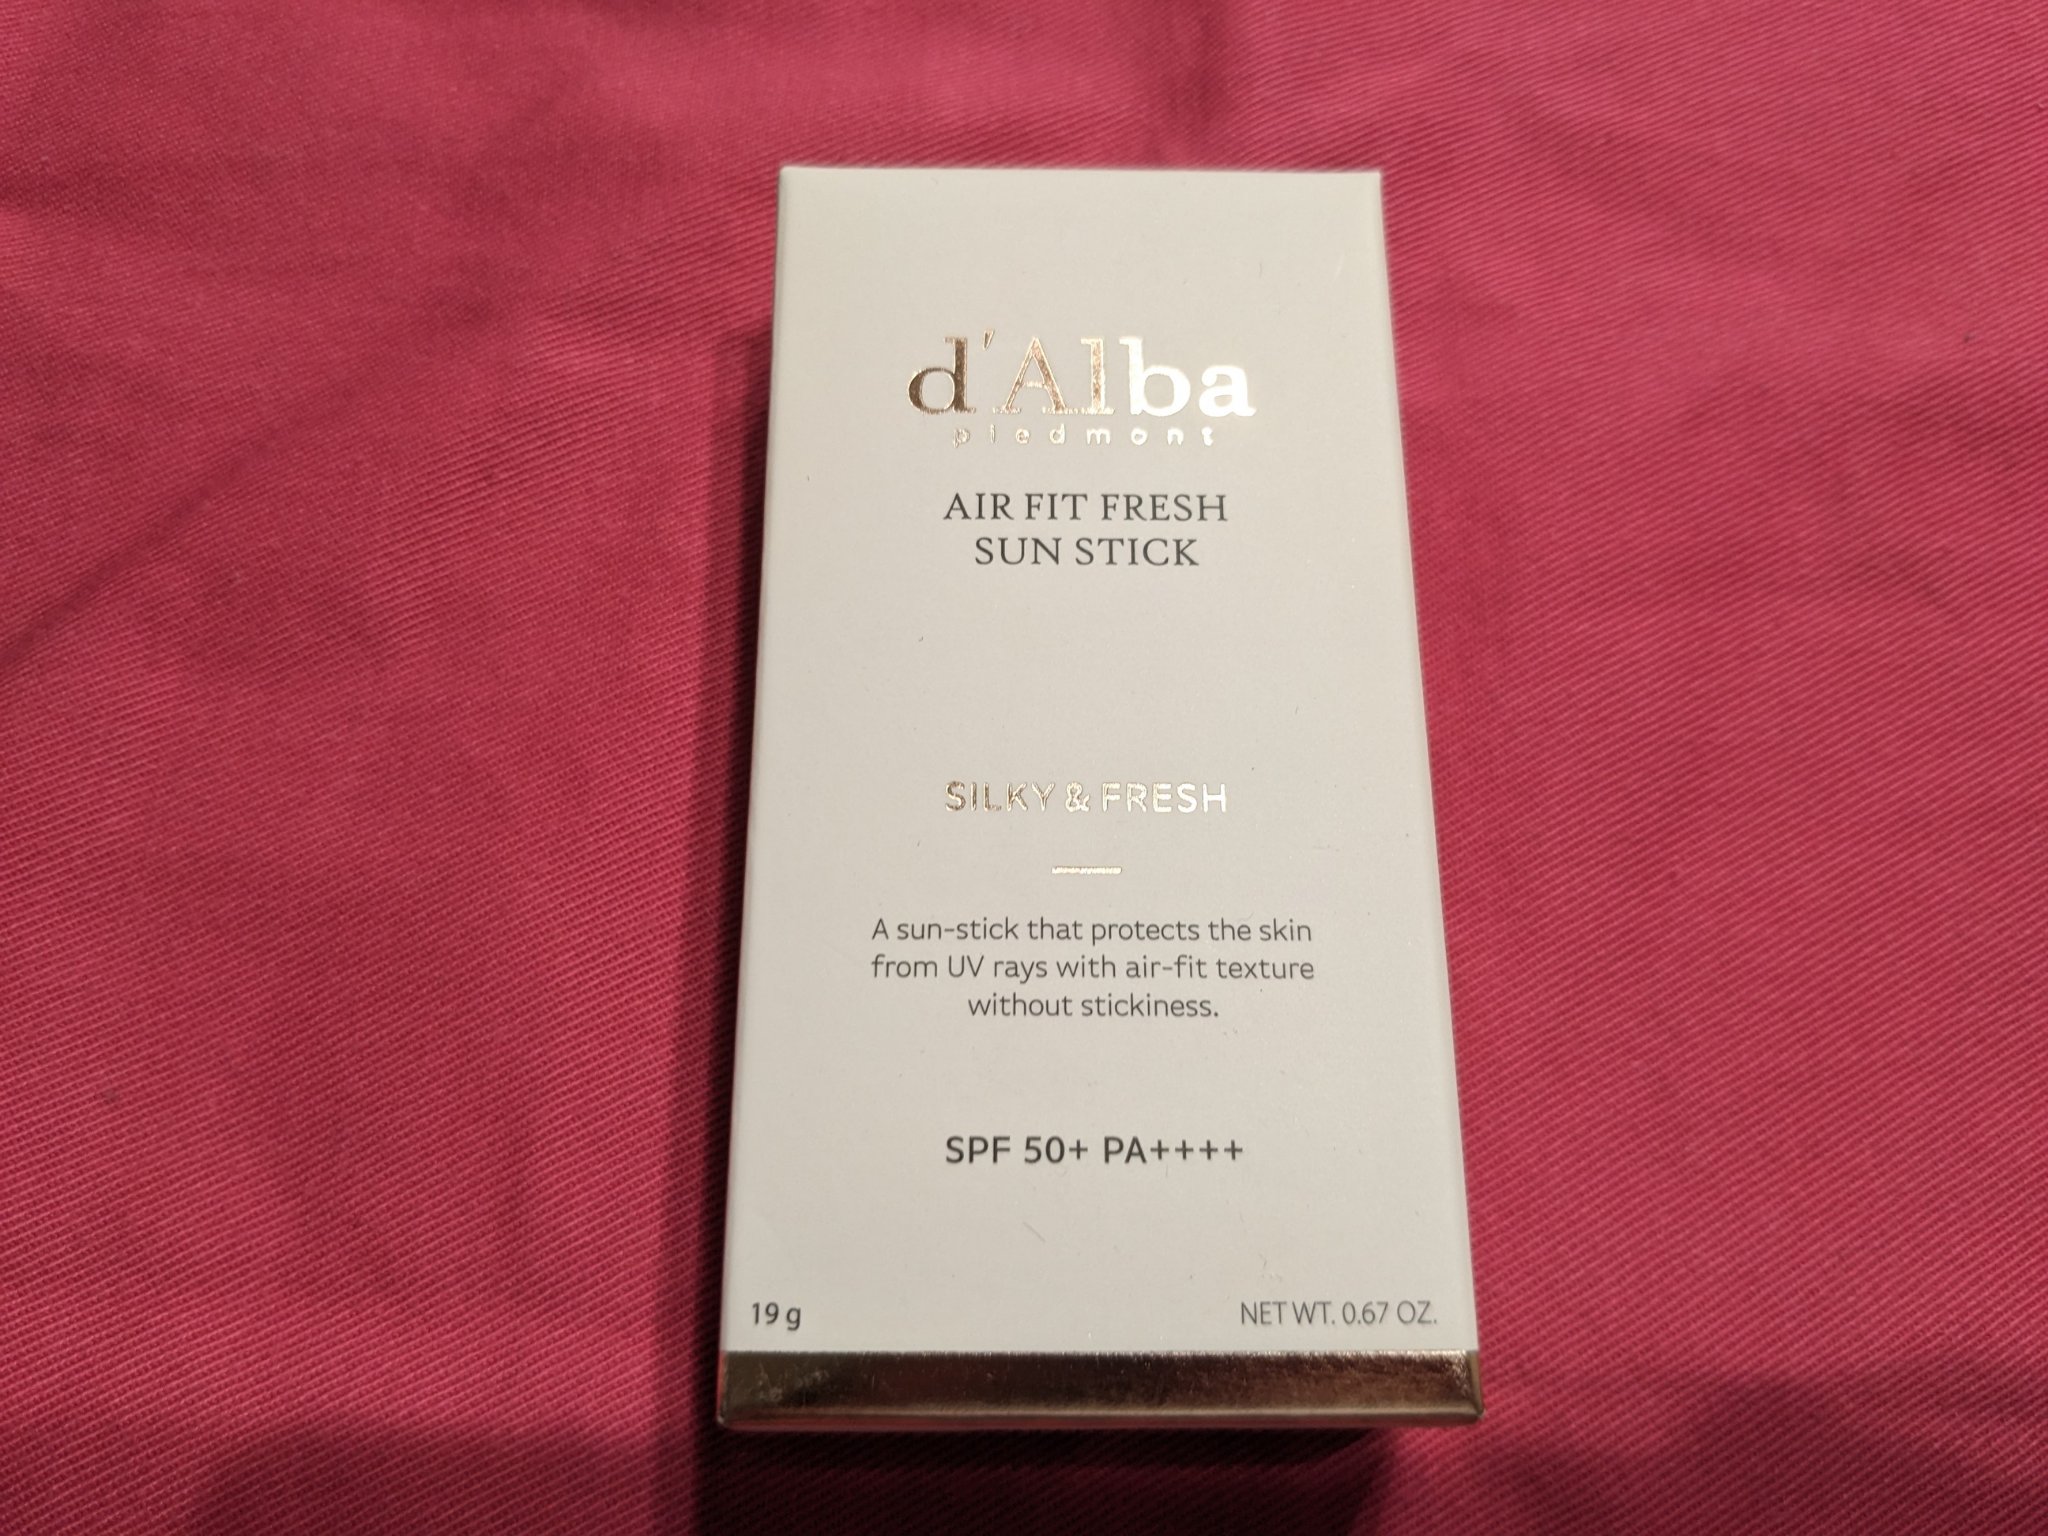 d'Alba
piedmont
AIR FIT FRESH
SUN STICK
SILKY & FRESH
A sun-stick that protects the skin
from UV rays with air-fit texture
without stickiness.
SPF 50+ PA++++
19 g
NET WT. 0.67 OZ.